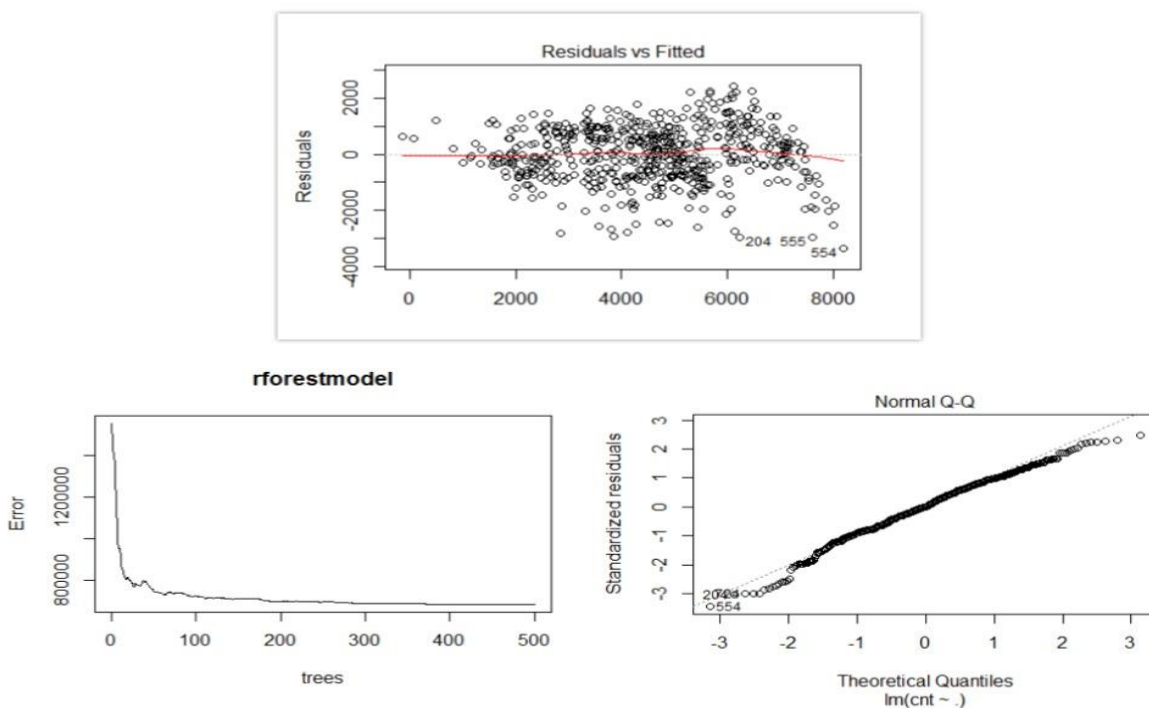 Residuals vs Fitted
Residuals
2000
0
-2000
-4000
204 555
554
0 2000 4000 6000 8000
rforestmodel
Error
1200000
800000
0 100 200 300 400 500
trees
Normal Q-Q
Standardized residuals
3
2
1
0
-1
-2
-3
554
-3 -2 -1 0 1 2 3
Theoretical Quantiles
lm(cnt ~ .)